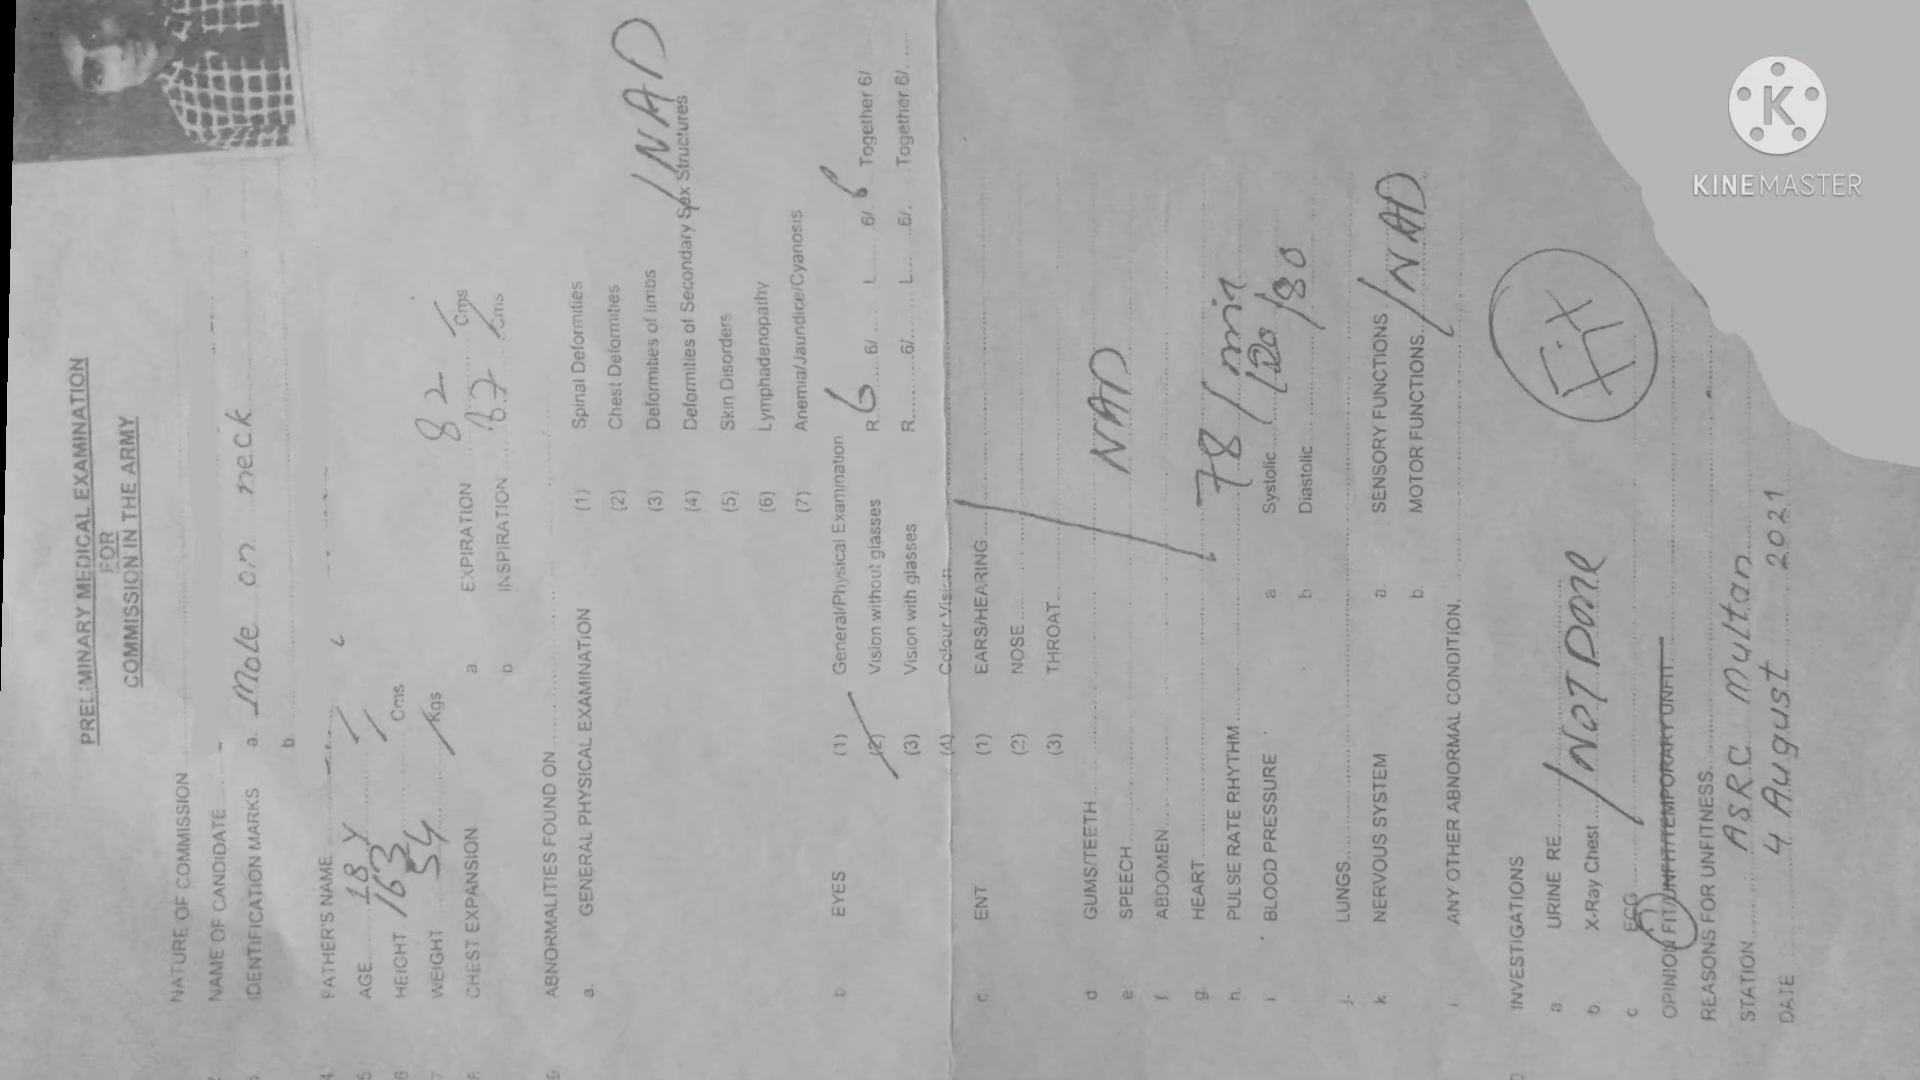 PRELIMINARY MEDICAL EXAMINATION
FOR
COMMISSION IN THE ARMY
NATURE OF COMMISSION
NAME OF CANDIDATE
IDENTIFICATION MARKS a. Mole on neck
b
4 FATHER'S NAME
5 AGE 18 Y
6 HEIGHT 163 Cms
7 WEIGHT 54 Kgs
8 CHEST EXPANSION a EXPIRATION 82 Cms
b INSPIRATION 87 Cms
9 ABNORMALITIES FOUND ON
a. GENERAL PHYSICAL EXAMINATION (1) Spinal Deformities
(2) Chest Deformities
(3) Deformities of limbs
(4) Deformities of Secondary Sex Structures
/NAD
(5) Skin Disorders
(6) Lymphadenopathy
(7) Anemia/Jaundice/Cyanosis
b EYES (1) General/Physical Examination
(2) Vision without glasses R 6 6/ L 6/ 6 Together 6/
(3) Vision with glasses R 6/ L 6/ Together 6/
(4) Colour Vision
c ENT (1) EARS/HEARING
(2) NOSE
(3) THROAT
d GUMS/TEETH NAD
e SPEECH
f ABDOMEN
g. HEART
h. PULSE RATE RHYTHM 78/min
i BLOOD PRESSURE a Systolic 120
b Diastolic /80
j. LUNGS
k NERVOUS SYSTEM a SENSORY FUNCTIONS
b. MOTOR FUNCTIONS /NAD
ANY OTHER ABNORMAL CONDITION
INVESTIGATIONS
a URINE RE
b X-Ray Chest NOT Done
c ECG
Fit
OPINION FIT/UNFIT/TEMPORARY UNFIT
REASONS FOR UNFITNESS
STATION ASRC Multan
DATE 4 August 2021
KINEMASTER